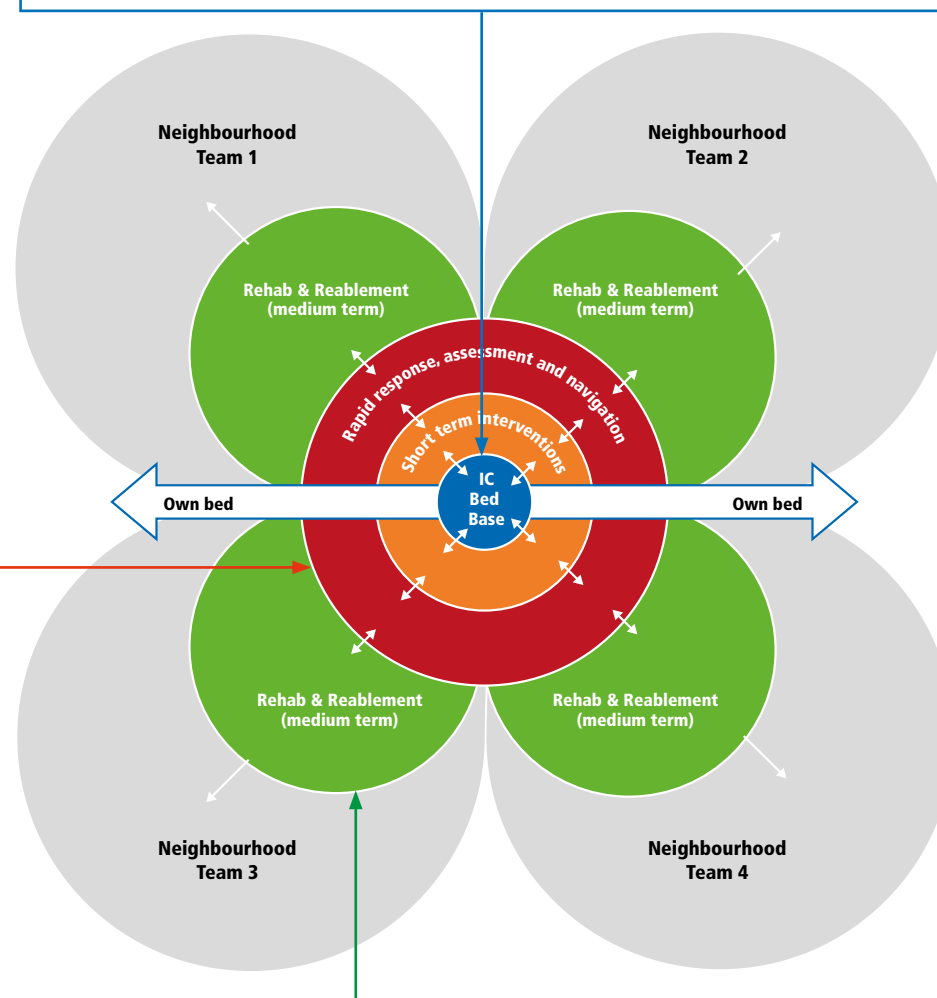 Neighbourhood
Team 1
Neighbourhood
Team 2
Rehab & Reablement
(medium term)
Rehab & Reablement
(medium term)
Rapid response, assessment and navigation
Short term interventions
IC
Bed
Base
Own bed
Own bed
Rehab & Reablement
(medium term)
Rehab & Reablement
(medium term)
Neighbourhood
Team 3
Neighbourhood
Team 4